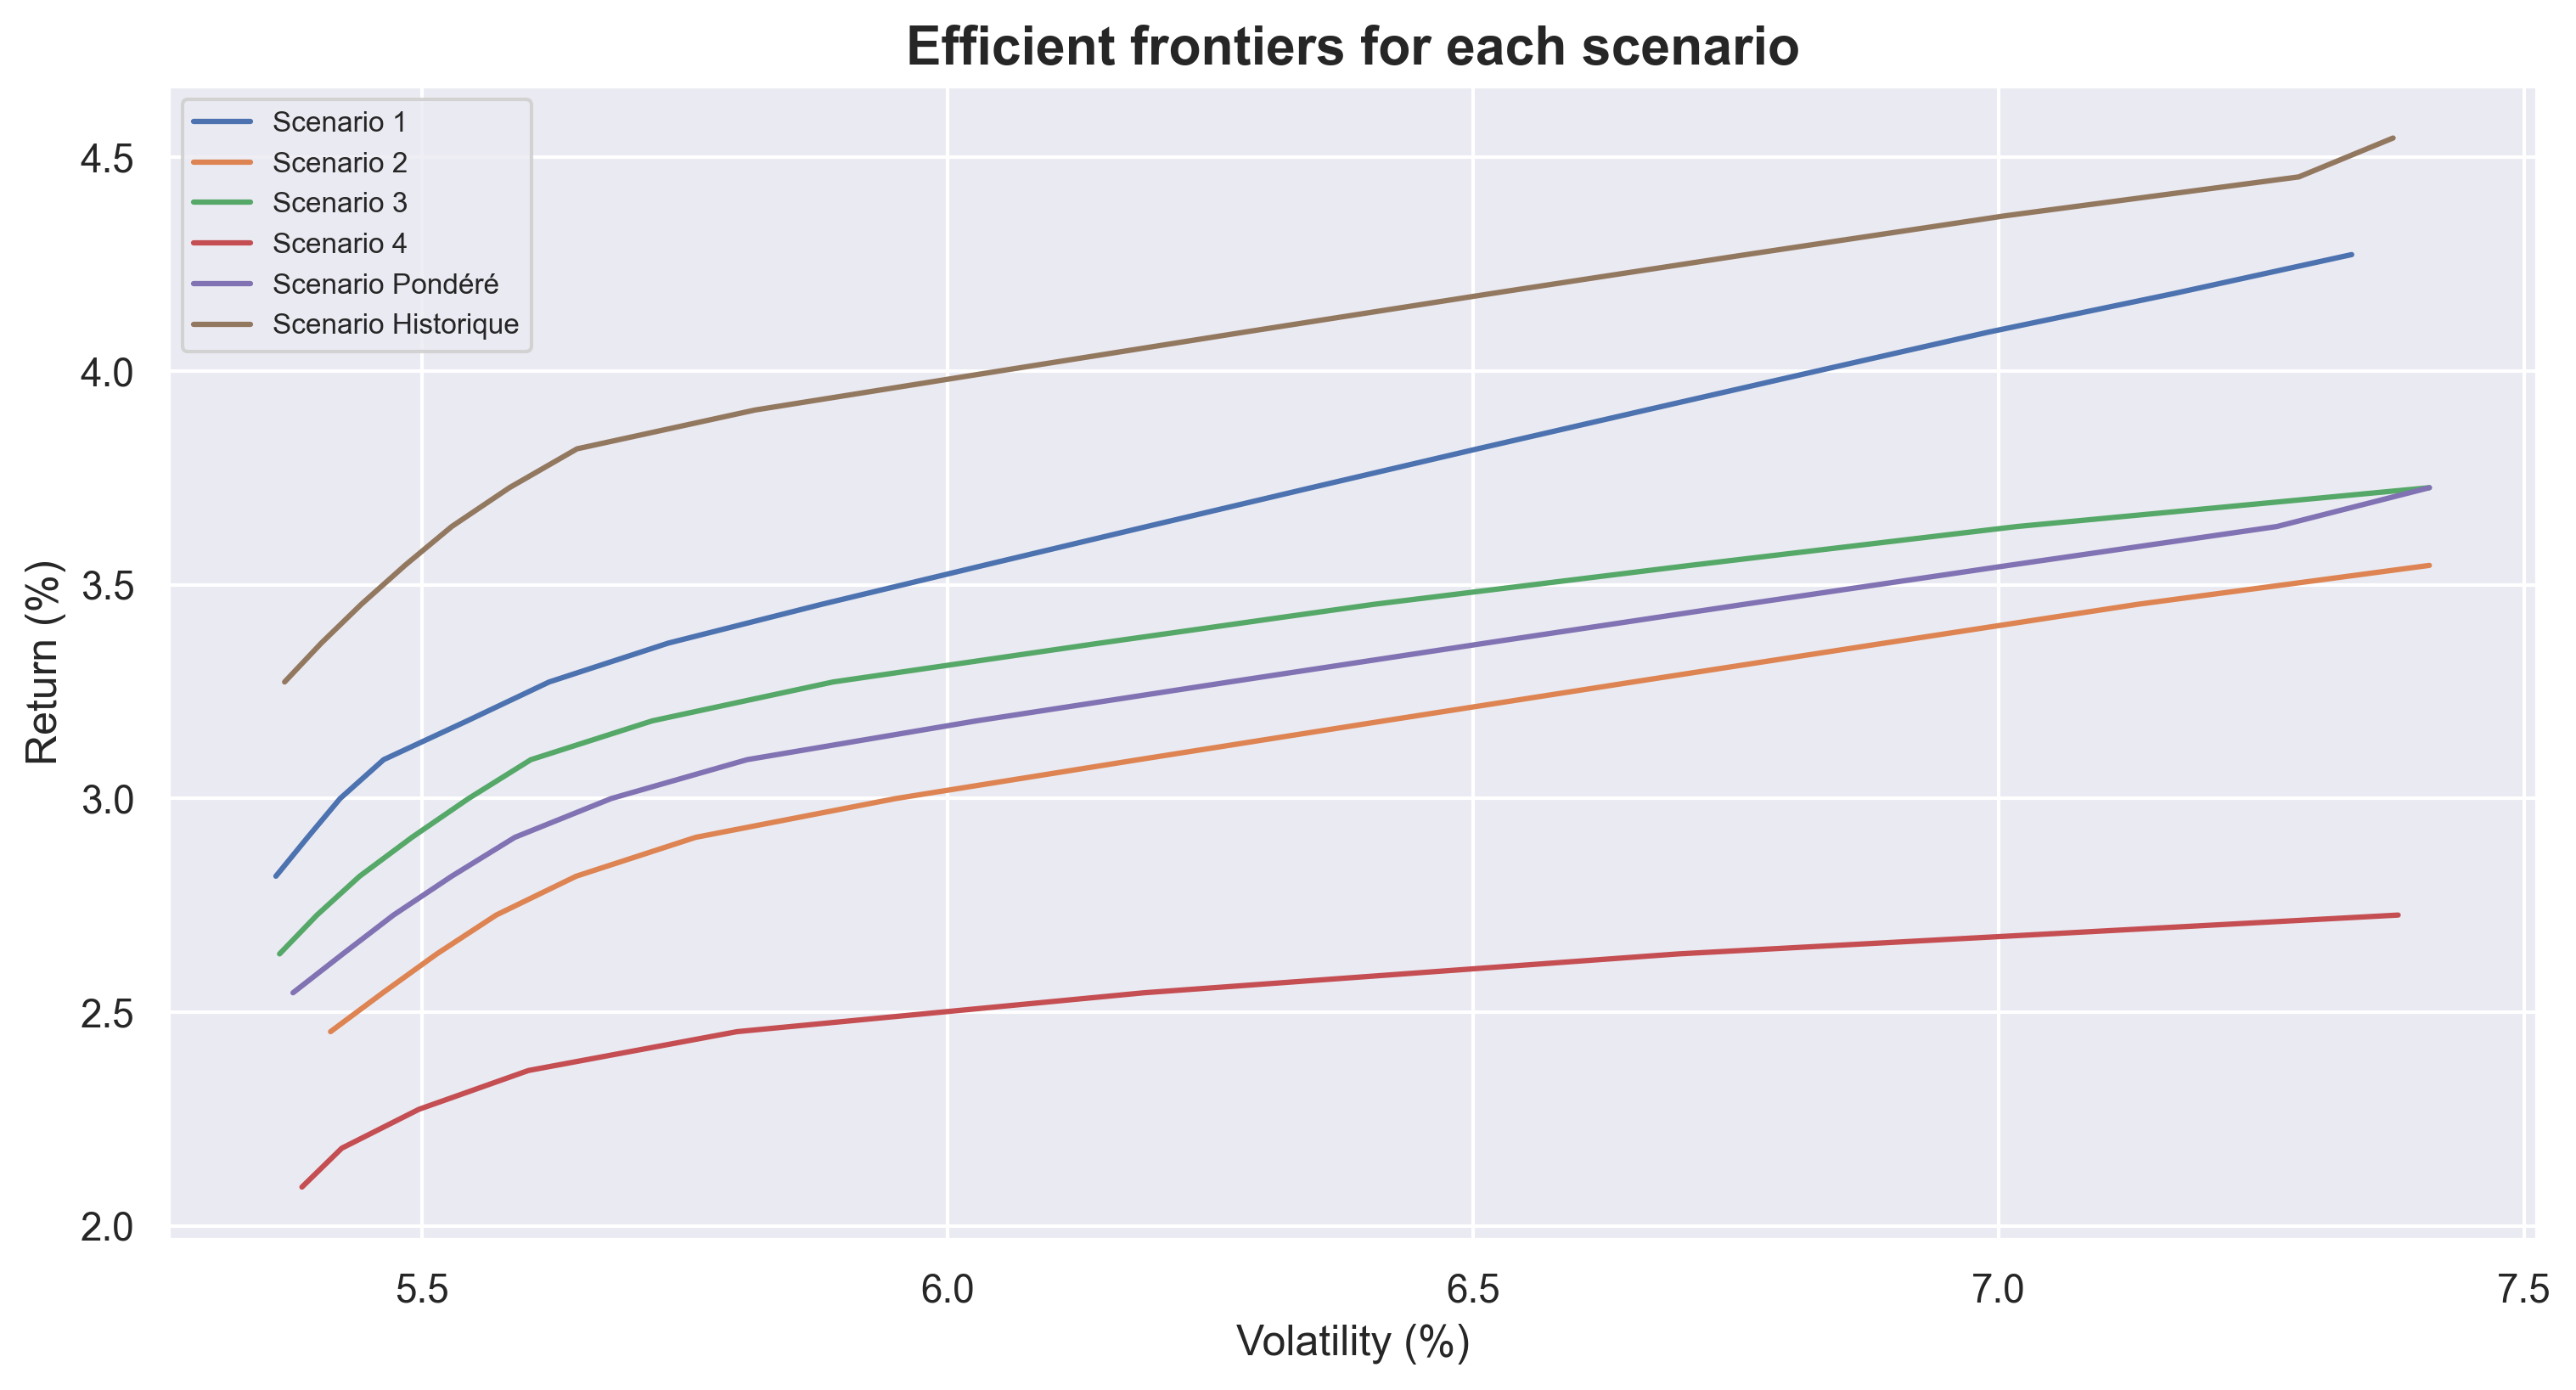 Efficient frontiers for each scenario
Scenario 1
Scenario 2
Scenario 3
Scenario 4
Scenario Pondéré
Scenario Historique
4.5
4.0
3.5
3.0
2.5
2.0
Return (%)
5.5 6.0 6.5 7.0 7.5
Volatility (%)